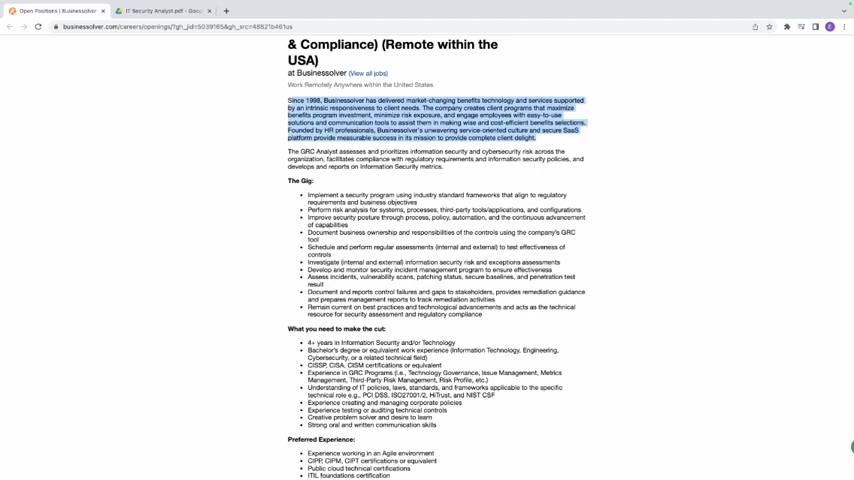 Open Positions | Businessolver
IT Security Analyst.pdf - Goog
businessolver.com/careers/openings/?gh_jid=5039165&gh_src=48821b461us
E
& Compliance) (Remote within the
USA)
at Businessolver (View all jobs)
Work Remotely Anywhere within the United States
Since 1998, Businessolver has delivered market-changing benefits technology and services supported
by an intrinsic responsiveness to client needs. The company creates client programs that maximize
benefits program investment, minimize risk exposure, and engage employees with easy-to-use
solutions and communication tools to assist them in making wise and cost-efficient benefits selections.
Founded by HR professionals, Businessolver's unwavering service-oriented culture and secure SaaS
platform provide measurable success in its mission to provide complete client delight.
The GRC Analyst assesses and prioritizes information security and cybersecurity risk across the
organization, facilitates compliance with regulatory requirements and information security policies, and
develops and reports on Information Security metrics.
The Gig:
• Implement a security program using industry standard frameworks that align to regulatory
requirements and business objectives
• Perform risk analysis for systems, processes, third-party tools/applications, and configurations
• Improve security posture through process, policy, automation, and the continuous advancement
of capabilities
• Document business ownership and responsibilities of the controls using the company's GRC
tool
• Schedule and perform regular assessments (internal and external) to test effectiveness of
controls
• Investigate (internal and external) information security risk and exceptions assessments
• Develop and monitor security incident management program to ensure effectiveness
• Assess incidents, vulnerability scans, patching status, secure baselines, and penetration test
result
• Document and reports control failures and gaps to stakeholders, provides remediation guidance
and prepares management reports to track remediation activities
• Remain current on best practices and technological advancements and acts as the technical
resource for security assessment and regulatory compliance
What you need to make the cut:
• 4+ years in Information Security and/or Technology
• Bachelor's degree or equivalent work experience (Information Technology, Engineering,
Cybersecurity, or a related technical field)
• CISSP, CISA, CISM certifications or equivalent
• Experience in GRC Programs (i.e., Technology Governance, Issue Management, Metrics
Management, Third-Party Risk Management, Risk Profile, etc.)
• Understanding of IT policies, laws, standards, and frameworks applicable to the specific
technical role e.g., PCI DSS, ISO27001/2, HiTrust, and NIST CSF
• Experience creating and managing corporate policies
• Experience testing or auditing technical controls
• Creative problem solver and desire to learn
• Strong oral and written communication skills
Preferred Experience:
• Experience working in an Agile environment
• CIPP, CIPM, CIPT certifications or equivalent
• Public cloud technical certifications
• ITIL foundations certification